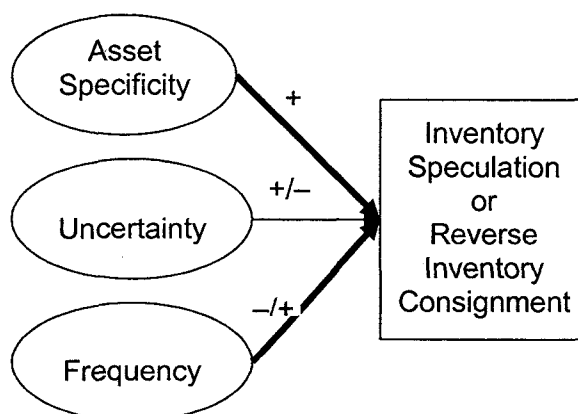 Asset
Specificity
+
Inventory
Speculation
or
Reverse
Inventory
Consignment
+/–
Uncertainty
–/+
Frequency